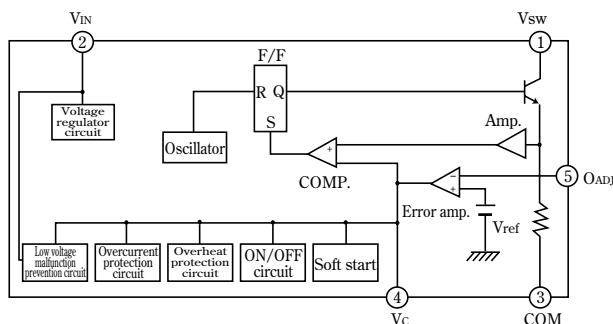 VIN
2
Vsw
1
F/F
R Q
S
Voltage
regulator
circuit
Oscillator
Amp.
+
COMP.
−
+
5
OADJ
Error amp.
Vref
Low voltage
malfunction
prevention circuit
Overcurrent
protection
circuit
Overheat
protection
circuit
ON/OFF
circuit
Soft start
4
VC
3
COM